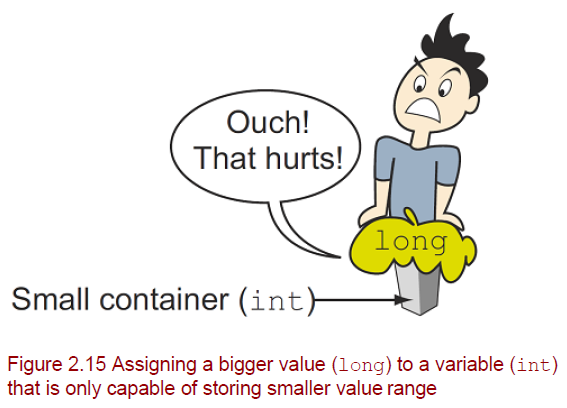 Ouch!
That hurts!
long
Small container (int)
Figure 2.15 Assigning a bigger value (long) to a variable (int)
that is only capable of storing smaller value range